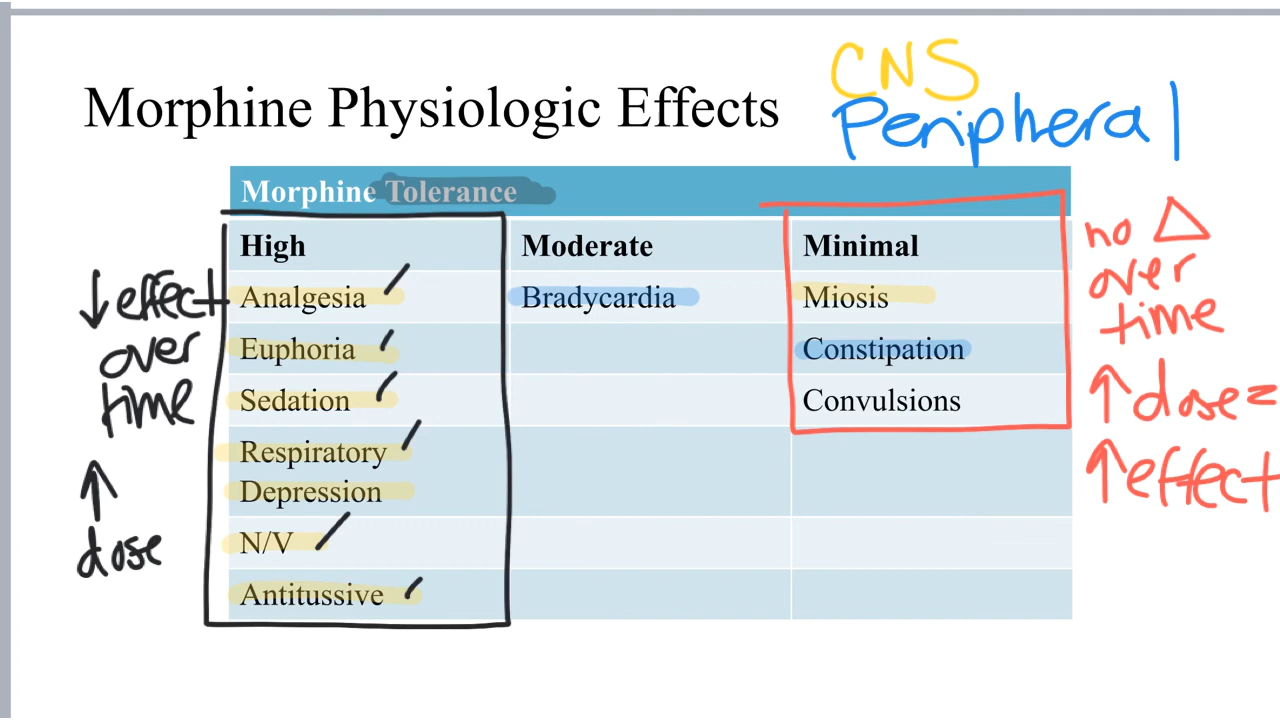 CNS
Morphine Physiologic Effects
Peripheral
Morphine Tolerance
High Moderate Minimal
Analgesia Bradycardia Miosis
Euphoria Constipation
Sedation Convulsions
Respiratory
Depression
N/V
Antitussive
↓ effect
over
time
↑
dose
no △
over
time
↑ dose =
↑ effect